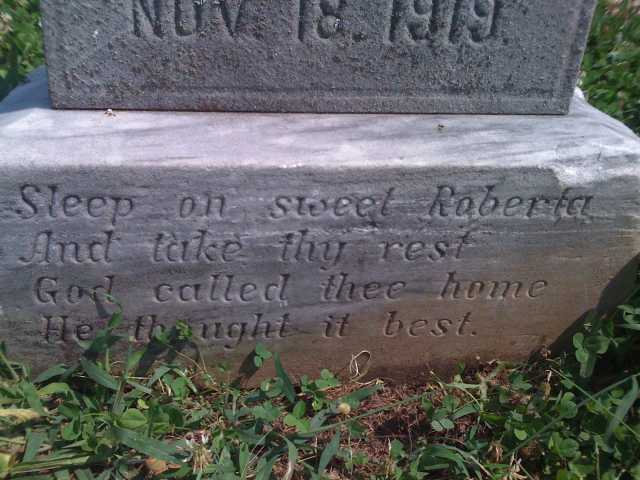 NOV 18. 1919.
Sleep on sweet Roberta
And take thy rest
God called thee home
He thought it best.